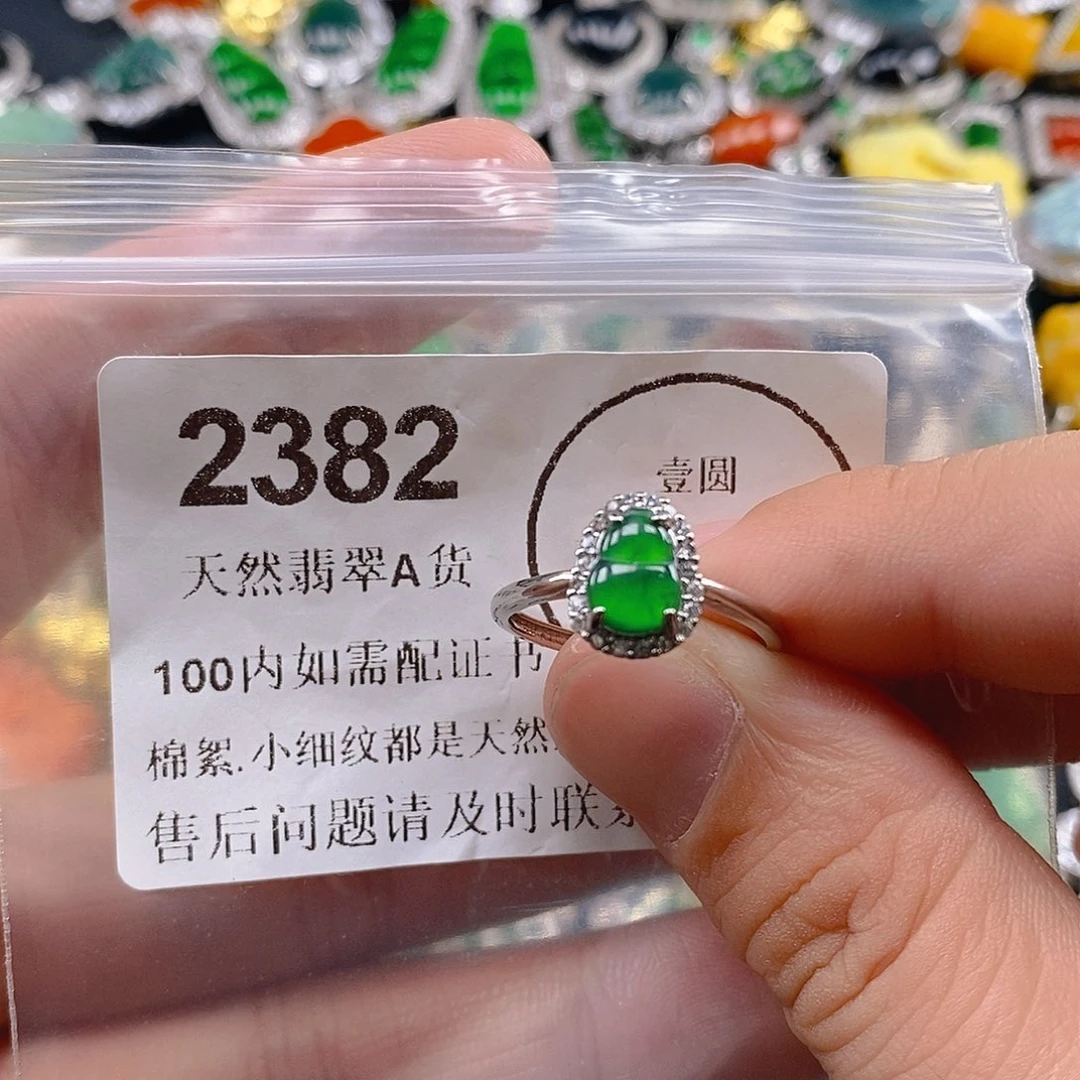 2382
壹圆
天然翡翠A货
100内如需配证书
棉絮.小细纹都是天然
售后问题请及时联系